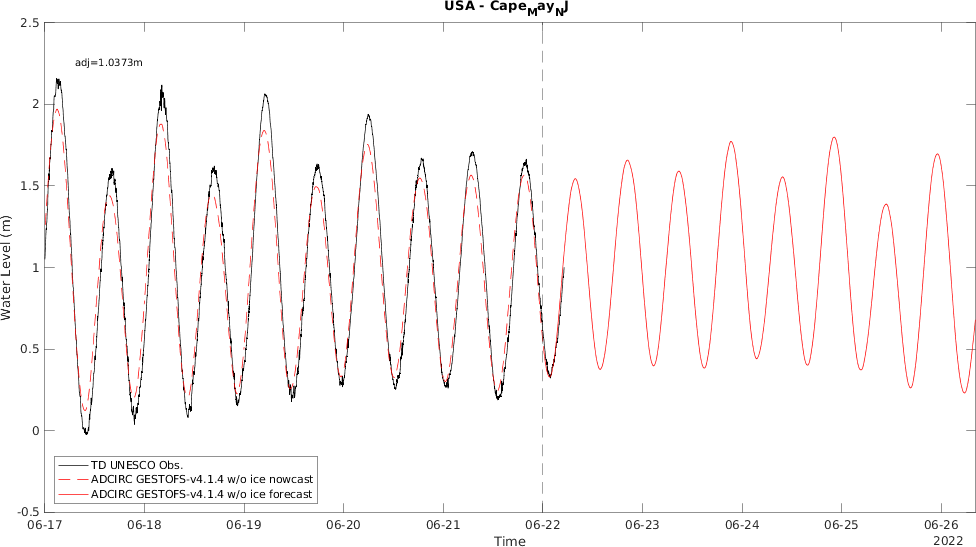 USA - Cape_May_NJ
2.5
adj=1.0373m
2
1.5
1
0.5
0
-0.5
Water Level (m)
TD UNESCO Obs.
ADCIRC GESTOFS-v4.1.4 w/o ice nowcast
ADCIRC GESTOFS-v4.1.4 w/o ice forecast
06-17 06-18 06-19 06-20 06-21 06-22 06-23 06-24 06-25 06-26
Time
2022